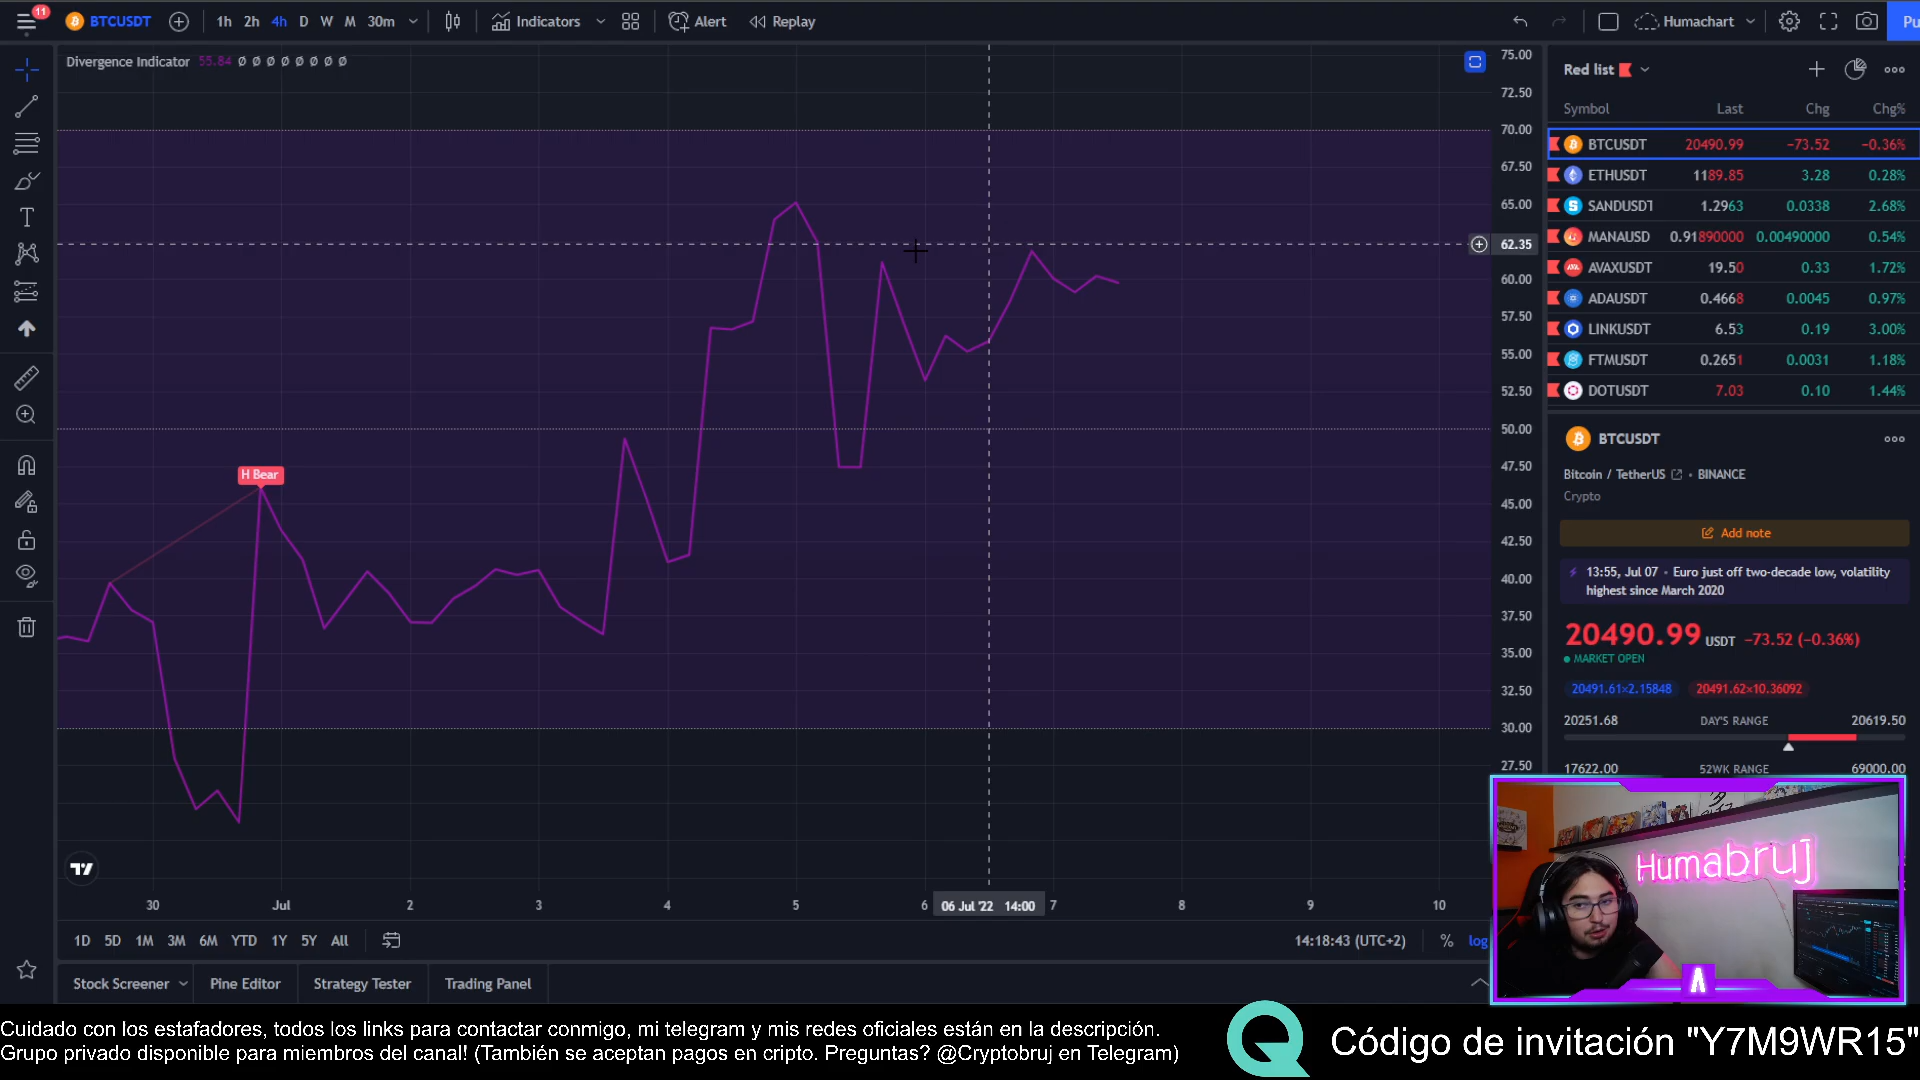 11
BTCUSDT
1h 2h 4h D W M 30m
Indicators
Alert
Replay
Humachart
Pu
Divergence Indicator 55.84 Ø Ø Ø Ø Ø Ø Ø Ø
75.00
72.50
70.00
67.50
65.00
62.35
60.00
57.50
55.00
52.50
50.00
47.50
45.00
42.50
40.00
37.50
35.00
32.50
30.00
27.50
H Bear
30 Jul 2 3 4 5 6 06 Jul '22 14:00 7 8 9 10
1D 5D 1M 3M 6M YTD 1Y 5Y All
14:18:43 (UTC+2) % log
Stock Screener Pine Editor Strategy Tester Trading Panel
Red list
Symbol Last Chg Chg%
BTCUSDT 20490.99 −73.52 −0.36%
ETHUSDT 1189.85 3.28 0.28%
SANDUSDT 1.2963 0.0338 2.68%
MANAUSD 0.91890000 0.00490000 0.54%
AVAXUSDT 19.50 0.33 1.72%
ADAUSDT 0.4668 0.0045 0.97%
LINKUSDT 6.53 0.19 3.00%
FTMUSDT 0.2651 0.0031 1.18%
DOTUSDT 7.03 0.10 1.44%
BTCUSDT
Bitcoin / TetherUS • BINANCE
Crypto
Add note
13:55, Jul 07 • Euro just off two-decade low, volatility
highest since March 2020
20490.99 USDT −73.52 (−0.36%)
MARKET OPEN
20491.61×2.15848 20491.62×10.36092
20251.68 DAY'S RANGE 20619.50
17622.00 52WK RANGE 69000.00
Humabruj
Cuidado con los estafadores, todos los links para contactar conmigo, mi telegram y mis redes oficiales están en la descripción.
Grupo privado disponible para miembros del canal! (También se aceptan pagos en cripto. Preguntas? @Cryptobruj en Telegram)
Código de invitación "Y7M9WR15"